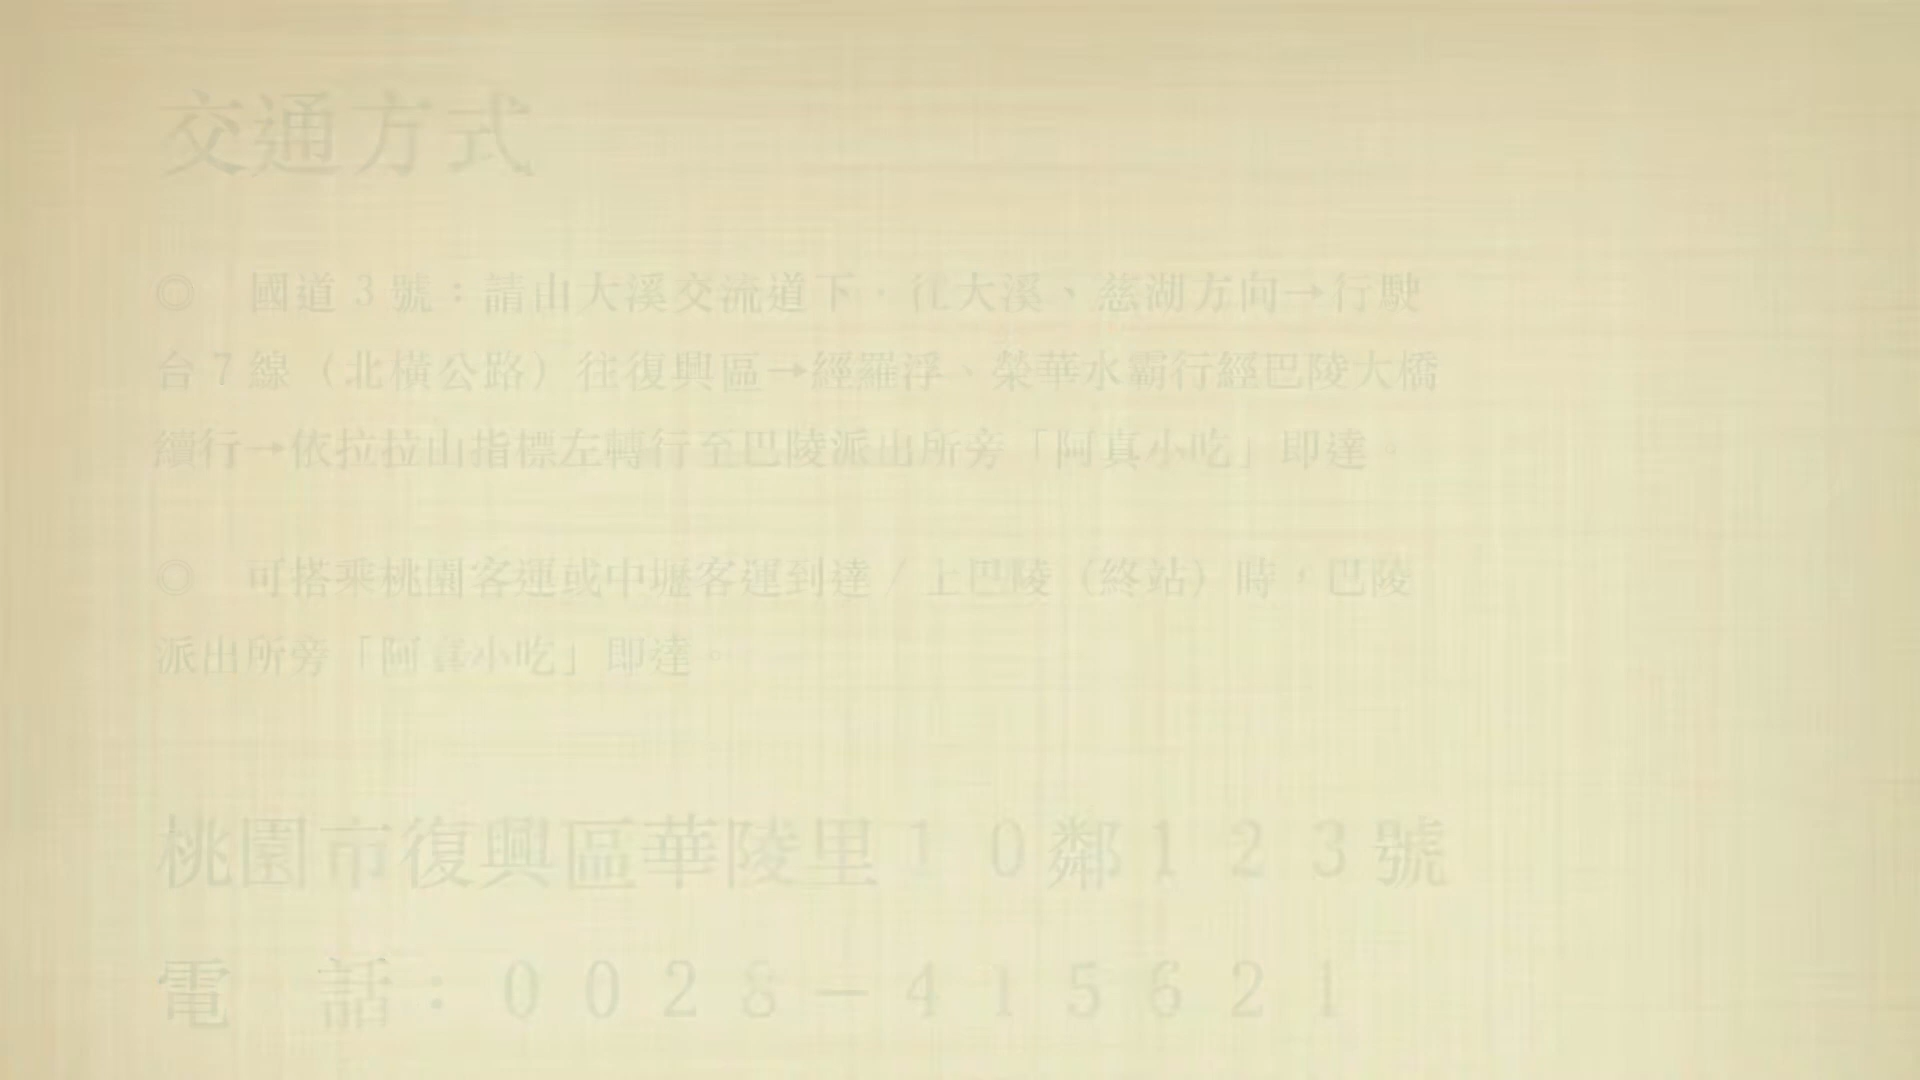 交通方式
◎ 國道3號：請由大溪交流道下，往大溪、慈湖方向→行駛
台7線（北橫公路）往復興區→經羅浮、榮華水霸行經巴陵大橋
續行→依拉拉山指標左轉行至巴陵派出所旁「阿真小吃」即達。
◎ 可搭乘桃園客運或中壢客運到達／上巴陵（終站）時，巴陵
派出所旁「阿真小吃」即達。
桃園市復興區華陵里10鄰123號
電 話：0028－415621